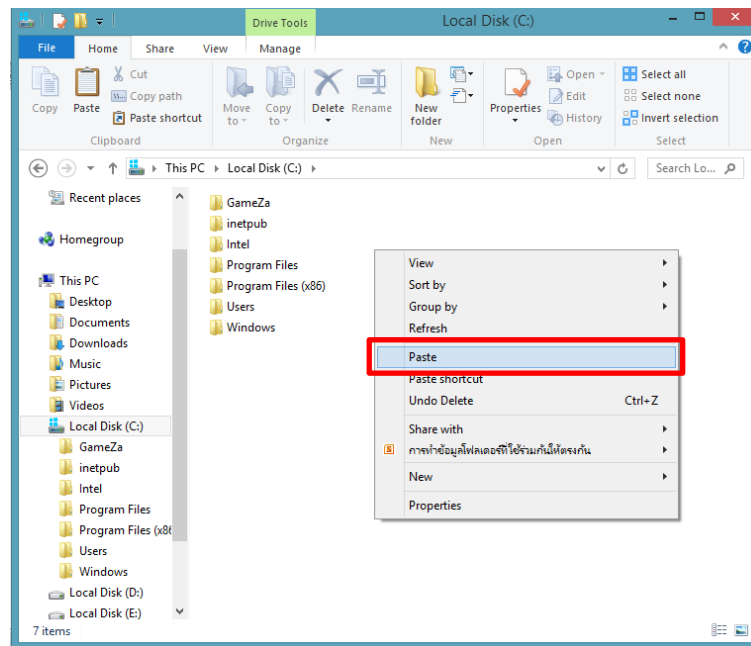 Drive Tools
Local Disk (C:)
File
Home
Share
View
Manage
Copy
Paste
Cut
Copy path
Paste shortcut
Clipboard
Move to
Copy to
Delete
Rename
Organize
New folder
New
Properties
Open
Edit
History
Open
Select all
Select none
Invert selection
Select
This PC
Local Disk (C:)
Search Lo...
Recent places
Homegroup
This PC
Desktop
Documents
Downloads
Music
Pictures
Videos
Local Disk (C:)
GameZa
inetpub
Intel
Program Files
Program Files (x86
Users
Windows
Local Disk (D:)
Local Disk (E:)
GameZa
inetpub
Intel
Program Files
Program Files (x86)
Users
Windows
View
Sort by
Group by
Refresh
Paste
Paste shortcut
Undo Delete Ctrl+Z
Share with
การทำข้อมูลโฟลเดอร์ที่ใช้ร่วมกันให้ตรงกัน
New
Properties
7 items